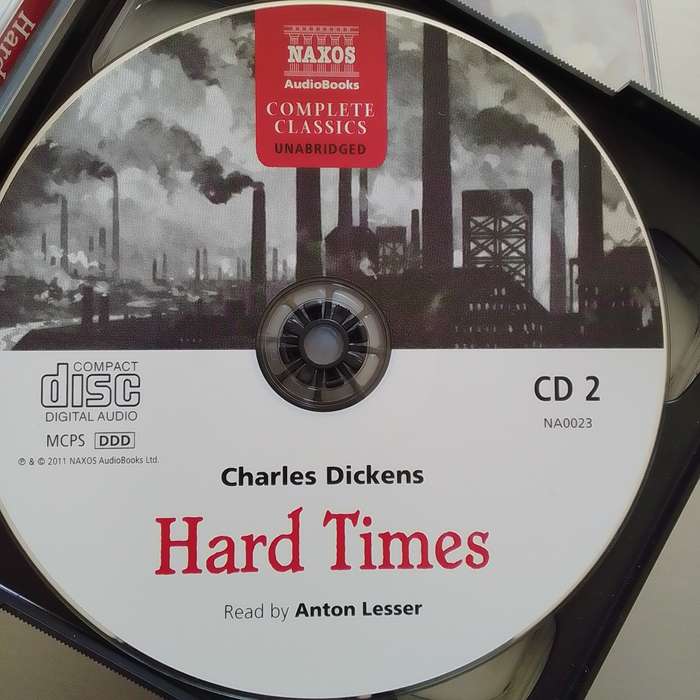 Hard
NAXOS
AudioBooks
COMPLETE
CLASSICS
UNABRIDGED
COMPACT
disc
DIGITAL AUDIO
MCPS DDD
℗ & © 2011 NAXOS AudioBooks Ltd.
CD 2
NA0023
Charles Dickens
Hard Times
Read by Anton Lesser